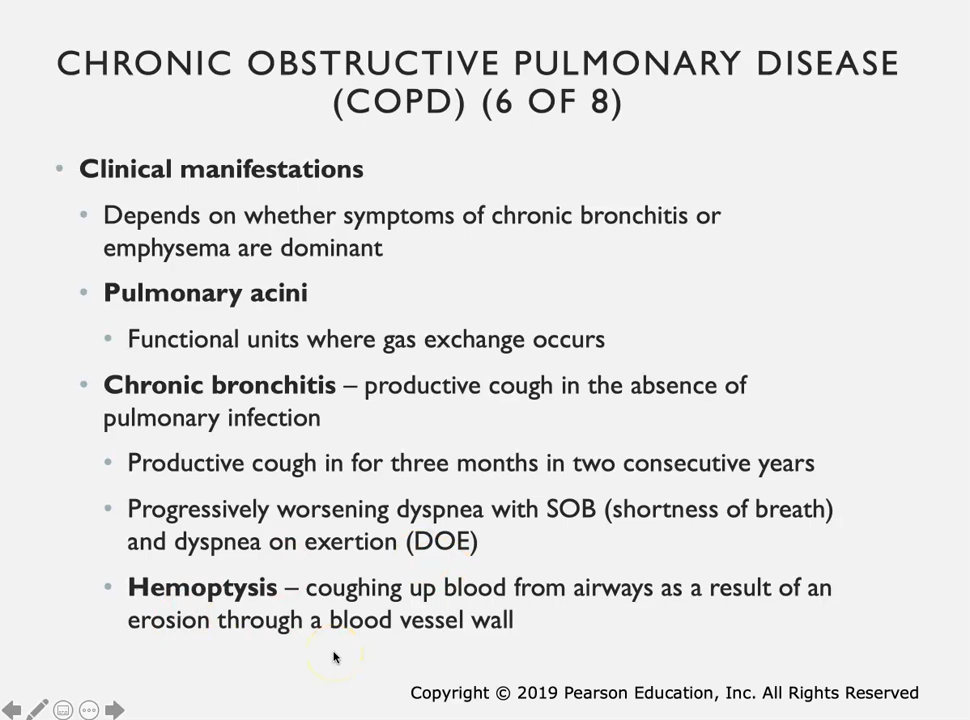 CHRONIC OBSTRUCTIVE PULMONARY DISEASE
(COPD) (6 OF 8)
• Clinical manifestations
• Depends on whether symptoms of chronic bronchitis or
emphysema are dominant
• Pulmonary acini
• Functional units where gas exchange occurs
• Chronic bronchitis – productive cough in the absence of
pulmonary infection
• Productive cough in for three months in two consecutive years
• Progressively worsening dyspnea with SOB (shortness of breath)
and dyspnea on exertion (DOE)
• Hemoptysis – coughing up blood from airways as a result of an
erosion through a blood vessel wall
Copyright © 2019 Pearson Education, Inc. All Rights Reserved